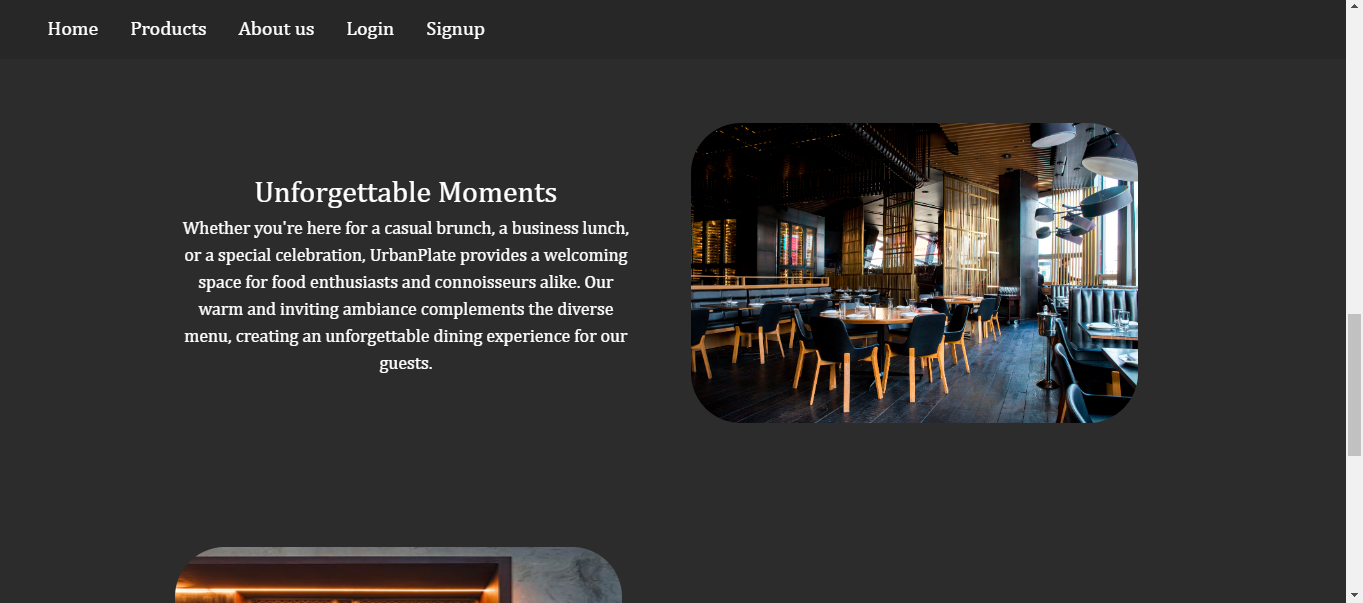 Home Products About us Login Signup
Unforgettable Moments
Whether you're here for a casual brunch, a business lunch,
or a special celebration, UrbanPlate provides a welcoming
space for food enthusiasts and connoisseurs alike. Our
warm and inviting ambiance complements the diverse
menu, creating an unforgettable dining experience for our
guests.